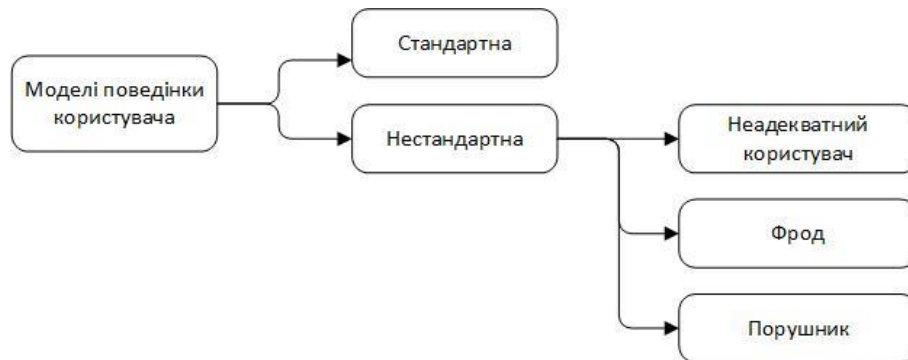 Моделі поведінки
користувача
Стандартна
Нестандартна
Неадекватний
користувач
Фрод
Порушник